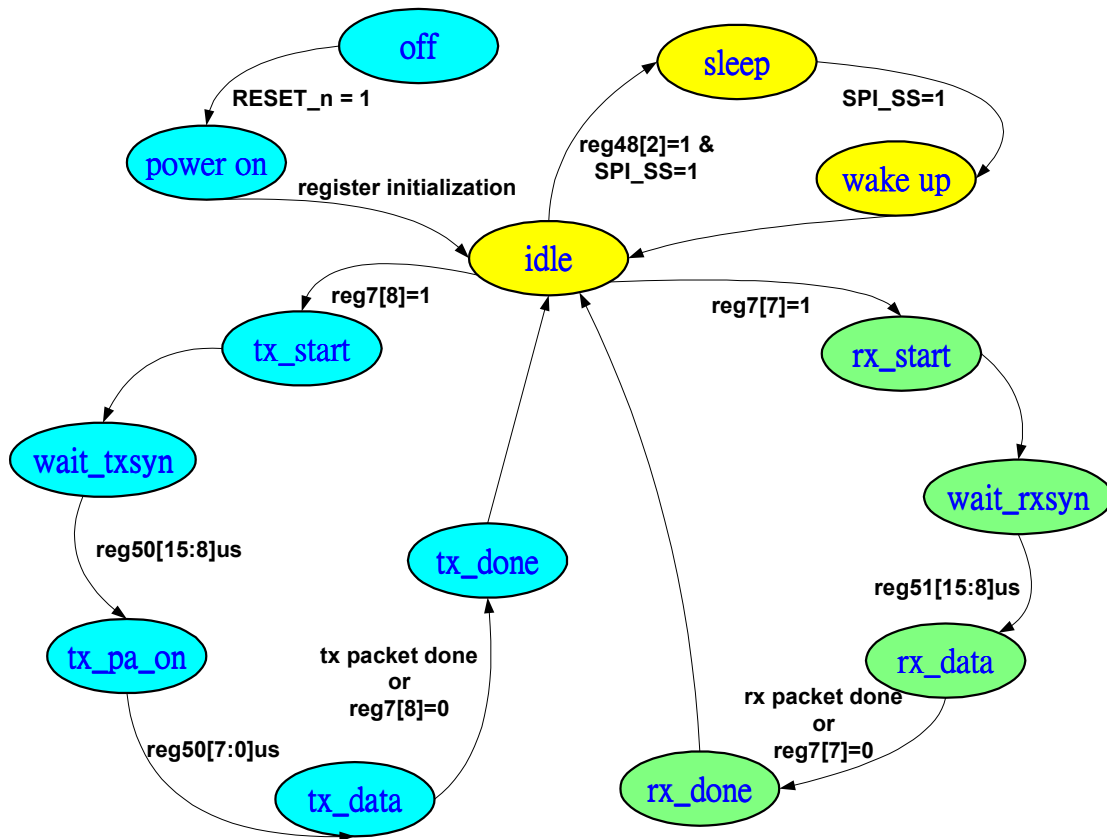 off
sleep
RESET_n = 1
SPI_SS=1
power on
reg48[2]=1 &
SPI_SS=1
wake up
register initialization
idle
reg7[8]=1
reg7[7]=1
tx_start
rx_start
wait_txsyn
wait_rxsyn
reg50[15:8]us
tx_done
reg51[15:8]us
tx_pa_on
tx packet done
or
reg7[8]=0
rx_data
rx packet done
or
reg7[7]=0
reg50[7:0]us
tx_data
rx_done